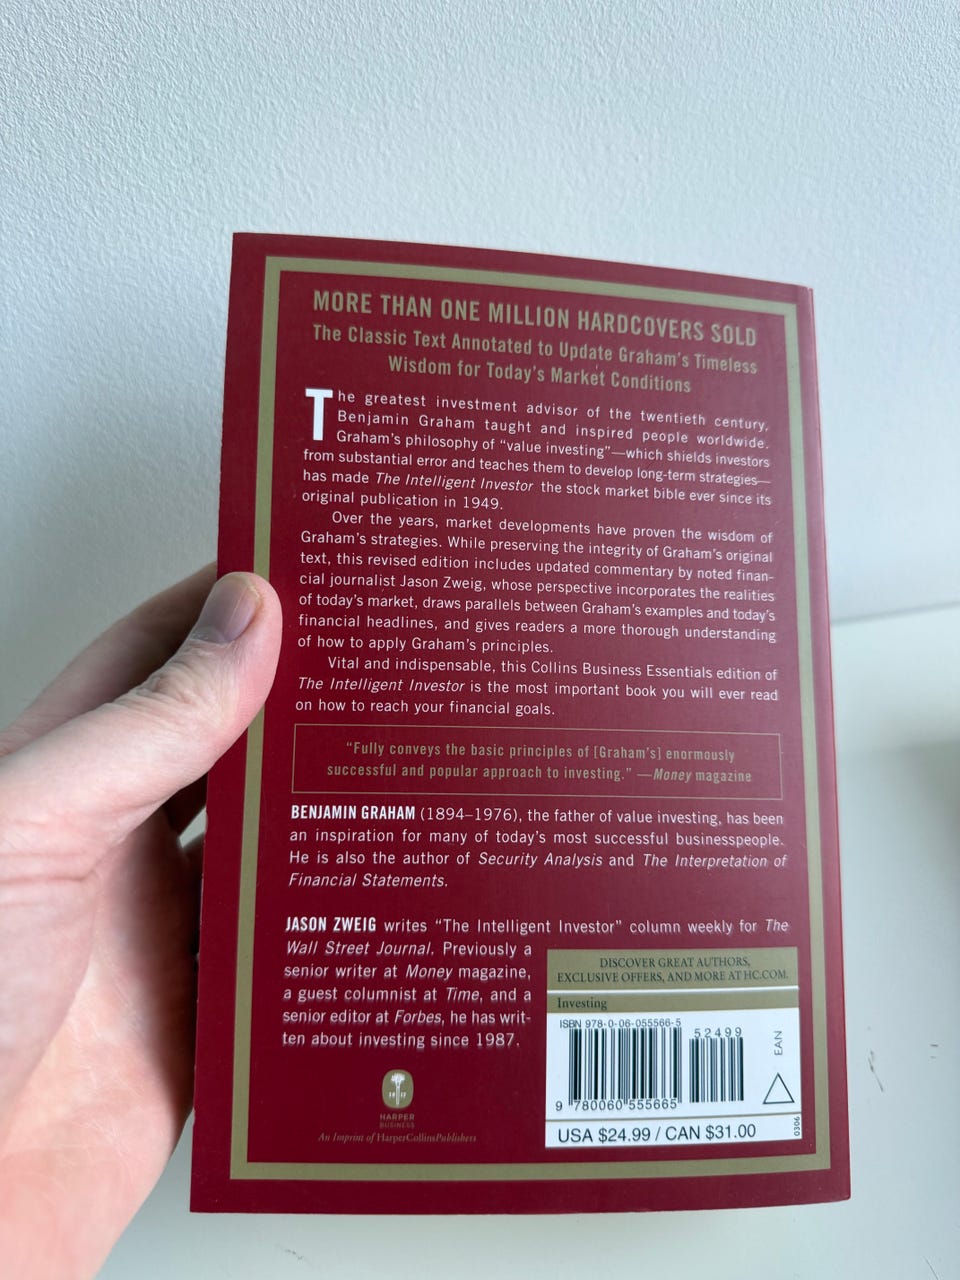 MORE THAN ONE MILLION HARDCOVERS SOLD
The Classic Text Annotated to Update Graham's Timeless
Wisdom for Today's Market Conditions
The greatest investment advisor of the twentieth century,
Benjamin Graham taught and inspired people worldwide.
Graham's philosophy of "value investing"—which shields investors
from substantial error and teaches them to develop long-term strategies—
has made The Intelligent Investor the stock market bible ever since its
original publication in 1949.
Over the years, market developments have proven the wisdom of
Graham's strategies. While preserving the integrity of Graham's original
text, this revised edition includes updated commentary by noted finan-
cial journalist Jason Zweig, whose perspective incorporates the realities
of today's market, draws parallels between Graham's examples and today's
financial headlines, and gives readers a more thorough understanding
of how to apply Graham's principles.
Vital and indispensable, this Collins Business Essentials edition of
The Intelligent Investor is the most important book you will ever read
on how to reach your financial goals.
"Fully conveys the basic principles of [Graham's] enormously
successful and popular approach to investing." —Money magazine
BENJAMIN GRAHAM (1894–1976), the father of value investing, has been
an inspiration for many of today's most successful businesspeople.
He is also the author of Security Analysis and The Interpretation of
Financial Statements.
JASON ZWEIG writes "The Intelligent Investor" column weekly for The
Wall Street Journal. Previously a
senior writer at Money magazine,
a guest columnist at Time, and a
senior editor at Forbes, he has writ-
ten about investing since 1987.
HARPER
BUSINESS
An Imprint of HarperCollinsPublishers
DISCOVER GREAT AUTHORS,
EXCLUSIVE OFFERS, AND MORE AT HC.COM.
Investing
ISBN 978-0-06-055566-5
52499
EAN
9 780060 555665
USA $24.99 / CAN $31.00
0306